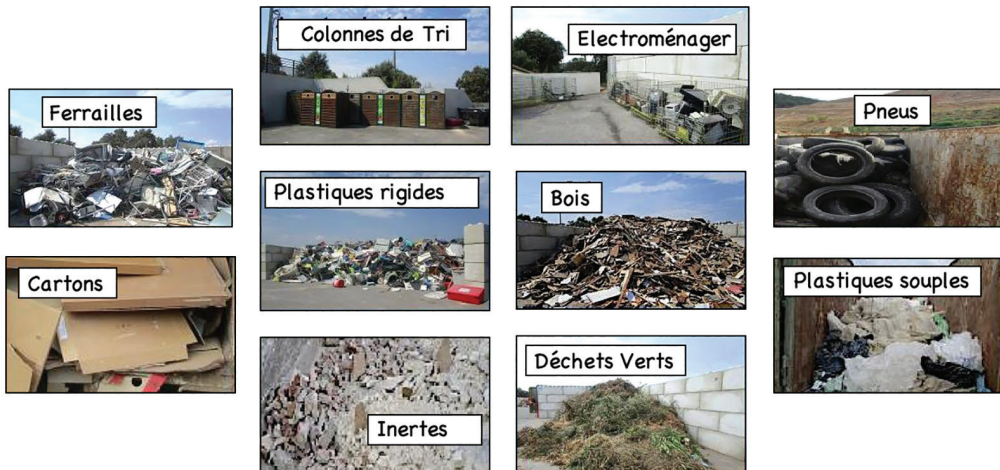 Colonnes de Tri
Electroménager
Ferrailles
Pneus
Plastiques rigides
Bois
Cartons
Plastiques souples
Inertes
Déchets Verts